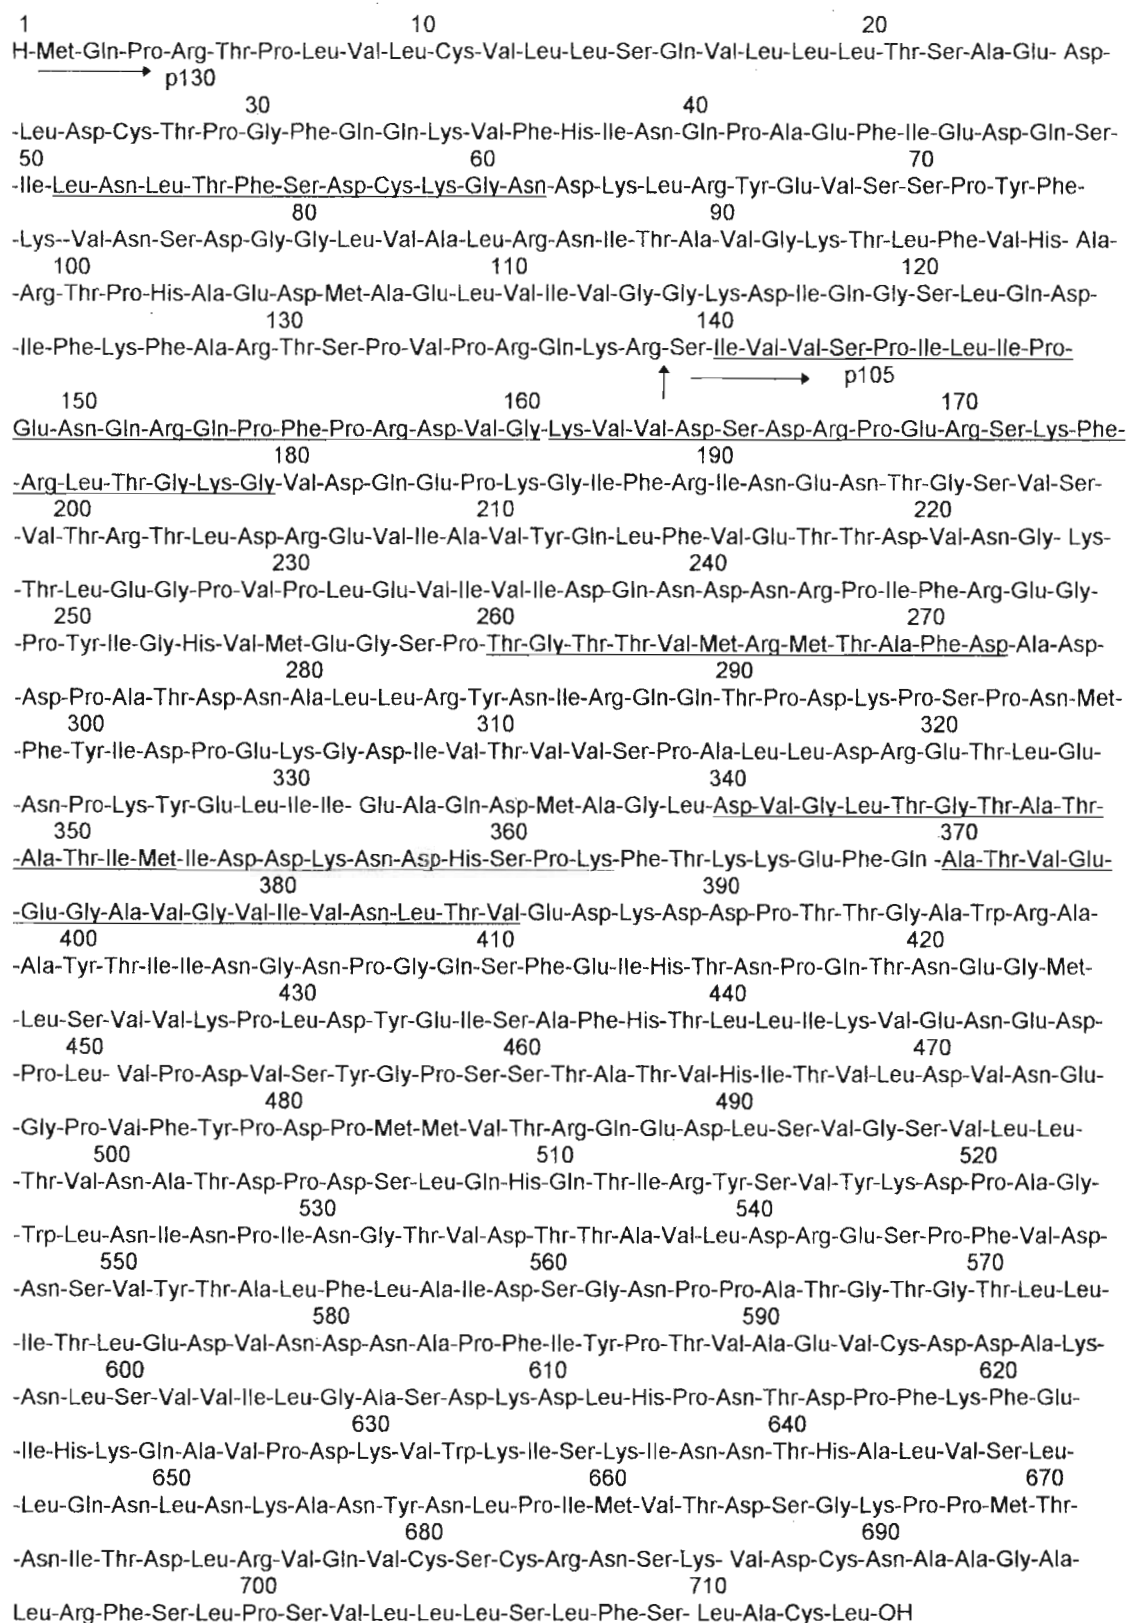 1 10 20
H-Met-Gln-Pro-Arg-Thr-Pro-Leu-Val-Leu-Cys-Val-Leu-Leu-Ser-Gln-Val-Leu-Leu-Leu-Thr-Ser-Ala-Glu- Asp-
p130
30 40
-Leu-Asp-Cys-Thr-Pro-Gly-Phe-Gln-Gln-Lys-Val-Phe-His-Ile-Asn-Gln-Pro-Ala-Glu-Phe-Ile-Glu-Asp-Gln-Ser-
50 60 70
-Ile-Leu-Asn-Leu-Thr-Phe-Ser-Asp-Cys-Lys-Gly-Asn-Asp-Lys-Leu-Arg-Tyr-Glu-Val-Ser-Ser-Pro-Tyr-Phe-
80 90
-Lys--Val-Asn-Ser-Asp-Gly-Gly-Leu-Val-Ala-Leu-Arg-Asn-Ile-Thr-Ala-Val-Gly-Lys-Thr-Leu-Phe-Val-His- Ala-
100 110 120
-Arg-Thr-Pro-His-Ala-Glu-Asp-Met-Ala-Glu-Leu-Val-Ile-Val-Gly-Gly-Lys-Asp-Ile-Gln-Gly-Ser-Leu-Gln-Asp-
130 140
-Ile-Phe-Lys-Phe-Ala-Arg-Thr-Ser-Pro-Val-Pro-Arg-Gln-Lys-Arg-Ser-Ile-Val-Val-Ser-Pro-Ile-Leu-Ile-Pro-
p105
150 160 170
Glu-Asn-Gln-Arg-Gln-Pro-Phe-Pro-Arg-Asp-Val-Gly-Lys-Val-Val-Asp-Ser-Asp-Arg-Pro-Glu-Arg-Ser-Lys-Phe-
180 190
-Arg-Leu-Thr-Gly-Lys-Gly-Val-Asp-Gln-Glu-Pro-Lys-Gly-Ile-Phe-Arg-Ile-Asn-Glu-Asn-Thr-Gly-Ser-Val-Ser-
200 210 220
-Val-Thr-Arg-Thr-Leu-Asp-Arg-Glu-Val-Ile-Ala-Val-Tyr-Gln-Leu-Phe-Val-Glu-Thr-Thr-Asp-Val-Asn-Gly- Lys-
230 240
-Thr-Leu-Glu-Gly-Pro-Val-Pro-Leu-Glu-Val-Ile-Val-Ile-Asp-Gln-Asn-Asp-Asn-Arg-Pro-Ile-Phe-Arg-Glu-Gly-
250 260 270
-Pro-Tyr-Ile-Gly-His-Val-Met-Glu-Gly-Ser-Pro-Thr-Gly-Thr-Thr-Val-Met-Arg-Met-Thr-Ala-Phe-Asp-Ala-Asp-
280 290
-Asp-Pro-Ala-Thr-Asp-Asn-Ala-Leu-Leu-Arg-Tyr-Asn-Ile-Arg-Gln-Gln-Thr-Pro-Asp-Lys-Pro-Ser-Pro-Asn-Met-
300 310 320
-Phe-Tyr-Ile-Asp-Pro-Glu-Lys-Gly-Asp-Ile-Val-Thr-Val-Val-Ser-Pro-Ala-Leu-Leu-Asp-Arg-Glu-Thr-Leu-Glu-
330 340
-Asn-Pro-Lys-Tyr-Glu-Leu-Ile-Ile- Glu-Ala-Gln-Asp-Met-Ala-Gly-Leu-Asp-Val-Gly-Leu-Thr-Gly-Thr-Ala-Thr-
350 360 370
-Ala-Thr-Ile-Met-Ile-Asp-Asp-Lys-Asn-Asp-His-Ser-Pro-Lys-Phe-Thr-Lys-Lys-Glu-Phe-Gln -Ala-Thr-Val-Glu-
380 390
-Glu-Gly-Ala-Val-Gly-Val-Ile-Val-Asn-Leu-Thr-Val-Glu-Asp-Lys-Asp-Asp-Pro-Thr-Thr-Gly-Ala-Trp-Arg-Ala-
400 410 420
-Ala-Tyr-Thr-Ile-Ile-Asn-Gly-Asn-Pro-Gly-Gln-Ser-Phe-Glu-Ile-His-Thr-Asn-Pro-Gln-Thr-Asn-Glu-Gly-Met-
430 440
-Leu-Ser-Val-Val-Lys-Pro-Leu-Asp-Tyr-Glu-Ile-Ser-Ala-Phe-His-Thr-Leu-Leu-Ile-Lys-Val-Glu-Asn-Glu-Asp-
450 460 470
-Pro-Leu- Val-Pro-Asp-Val-Ser-Tyr-Gly-Pro-Ser-Ser-Thr-Ala-Thr-Val-His-Ile-Thr-Val-Leu-Asp-Val-Asn-Glu-
480 490
-Gly-Pro-Val-Phe-Tyr-Pro-Asp-Pro-Met-Met-Val-Thr-Arg-Gln-Glu-Asp-Leu-Ser-Val-Gly-Ser-Val-Leu-Leu-
500 510 520
-Thr-Val-Asn-Ala-Thr-Asp-Pro-Asp-Ser-Leu-Gln-His-Gln-Thr-Ile-Arg-Tyr-Ser-Val-Tyr-Lys-Asp-Pro-Ala-Gly-
530 540
-Trp-Leu-Asn-Ile-Asn-Pro-Ile-Asn-Gly-Thr-Val-Asp-Thr-Thr-Ala-Val-Leu-Asp-Arg-Glu-Ser-Pro-Phe-Val-Asp-
550 560 570
-Asn-Ser-Val-Tyr-Thr-Ala-Leu-Phe-Leu-Ala-Ile-Asp-Ser-Gly-Asn-Pro-Pro-Ala-Thr-Gly-Thr-Gly-Thr-Leu-Leu-
580 590
-Ile-Thr-Leu-Glu-Asp-Val-Asn-Asp-Asn-Ala-Pro-Phe-Ile-Tyr-Pro-Thr-Val-Ala-Glu-Val-Cys-Asp-Asp-Ala-Lys-
600 610 620
-Asn-Leu-Ser-Val-Val-Ile-Leu-Gly-Ala-Ser-Asp-Lys-Asp-Leu-His-Pro-Asn-Thr-Asp-Pro-Phe-Lys-Phe-Glu-
630 640
-Ile-His-Lys-Gln-Ala-Val-Pro-Asp-Lys-Val-Trp-Lys-Ile-Ser-Lys-Ile-Asn-Asn-Thr-His-Ala-Leu-Val-Ser-Leu-
650 660 670
-Leu-Gln-Asn-Leu-Asn-Lys-Ala-Asn-Tyr-Asn-Leu-Pro-Ile-Met-Val-Thr-Asp-Ser-Gly-Lys-Pro-Pro-Met-Thr-
680 690
-Asn-Ile-Thr-Asp-Leu-Arg-Val-Gln-Val-Cys-Ser-Cys-Arg-Asn-Ser-Lys- Val-Asp-Cys-Asn-Ala-Ala-Gly-Ala-
700 710
Leu-Arg-Phe-Ser-Leu-Pro-Ser-Val-Leu-Leu-Leu-Ser-Leu-Phe-Ser- Leu-Ala-Cys-Leu-OH